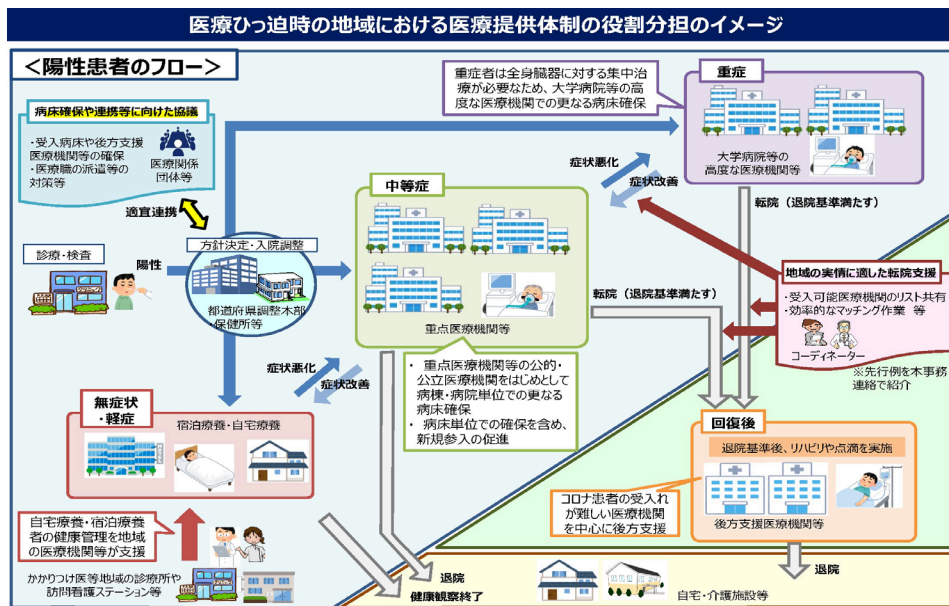 医療ひっ迫時の地域における医療提供体制の役割分担のイメージ
＜陽性患者のフロー＞
病床確保や連携等に向けた協議
・受入病床や後方支援
医療機関等の確保
・医療職の派遣等の
対策等
医療関係
団体等
適宜連携
診療・検査
陽性
方針決定・入院調整
都道府県調整本部
・保健所等
重症者は全身臓器に対する集中治
療が必要なため、大学病院等の高
度な医療機関での更なる病床確保
重症
大学病院等の
高度な医療機関等
症状悪化
症状改善
転院（退院基準満たす）
中等症
重点医療機関等
転院（退院基準満たす）
地域の実情に適した転院支援
・受入可能医療機関のリスト共有
・効率的なマッチング作業 等
コーディネーター
※先行例を本事務
連絡で紹介
症状悪化
症状改善
• 重点医療機関等の公的・
公立医療機関をはじめとして
病棟・病院単位での更なる
病床確保
• 病床単位での確保を含め、
新規参入の促進
無症状
・軽症
宿泊療養・自宅療養
回復後
退院基準後、リハビリや点滴を実施
後方支援医療機関等
コロナ患者の受入れ
が難しい医療機関
を中心に後方支援
自宅療養・宿泊療養
者の健康管理を地域
の医療機関等が支援
かかりつけ医等地域の診療所や
訪問看護ステーション等
退院
健康観察終了
退院
自宅・介護施設等